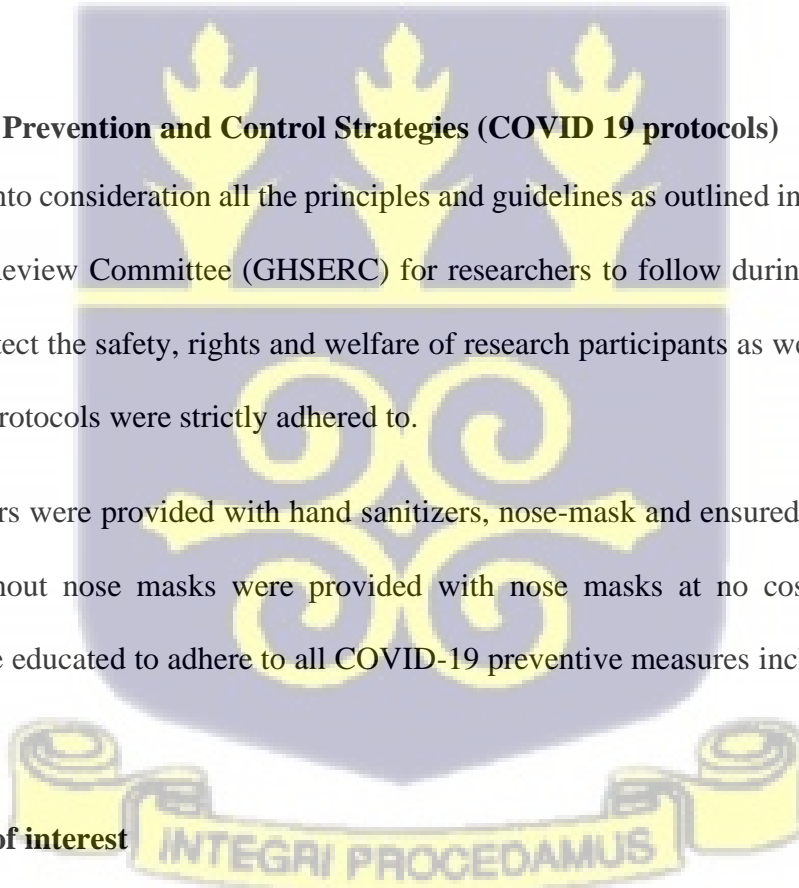 Prevention and Control Strategies (COVID 19 protocols)
nto consideration all the principles and guidelines as outlined in
eview Committee (GHSERC) for researchers to follow durin
tect the safety, rights and welfare of research participants as we
rotocols were strictly adhered to.
rs were provided with hand sanitizers, nose-mask and ensured
hout nose masks were provided with nose masks at no cos
e educated to adhere to all COVID-19 preventive measures incl
of interest
INTEGRI PROCEDAMUS